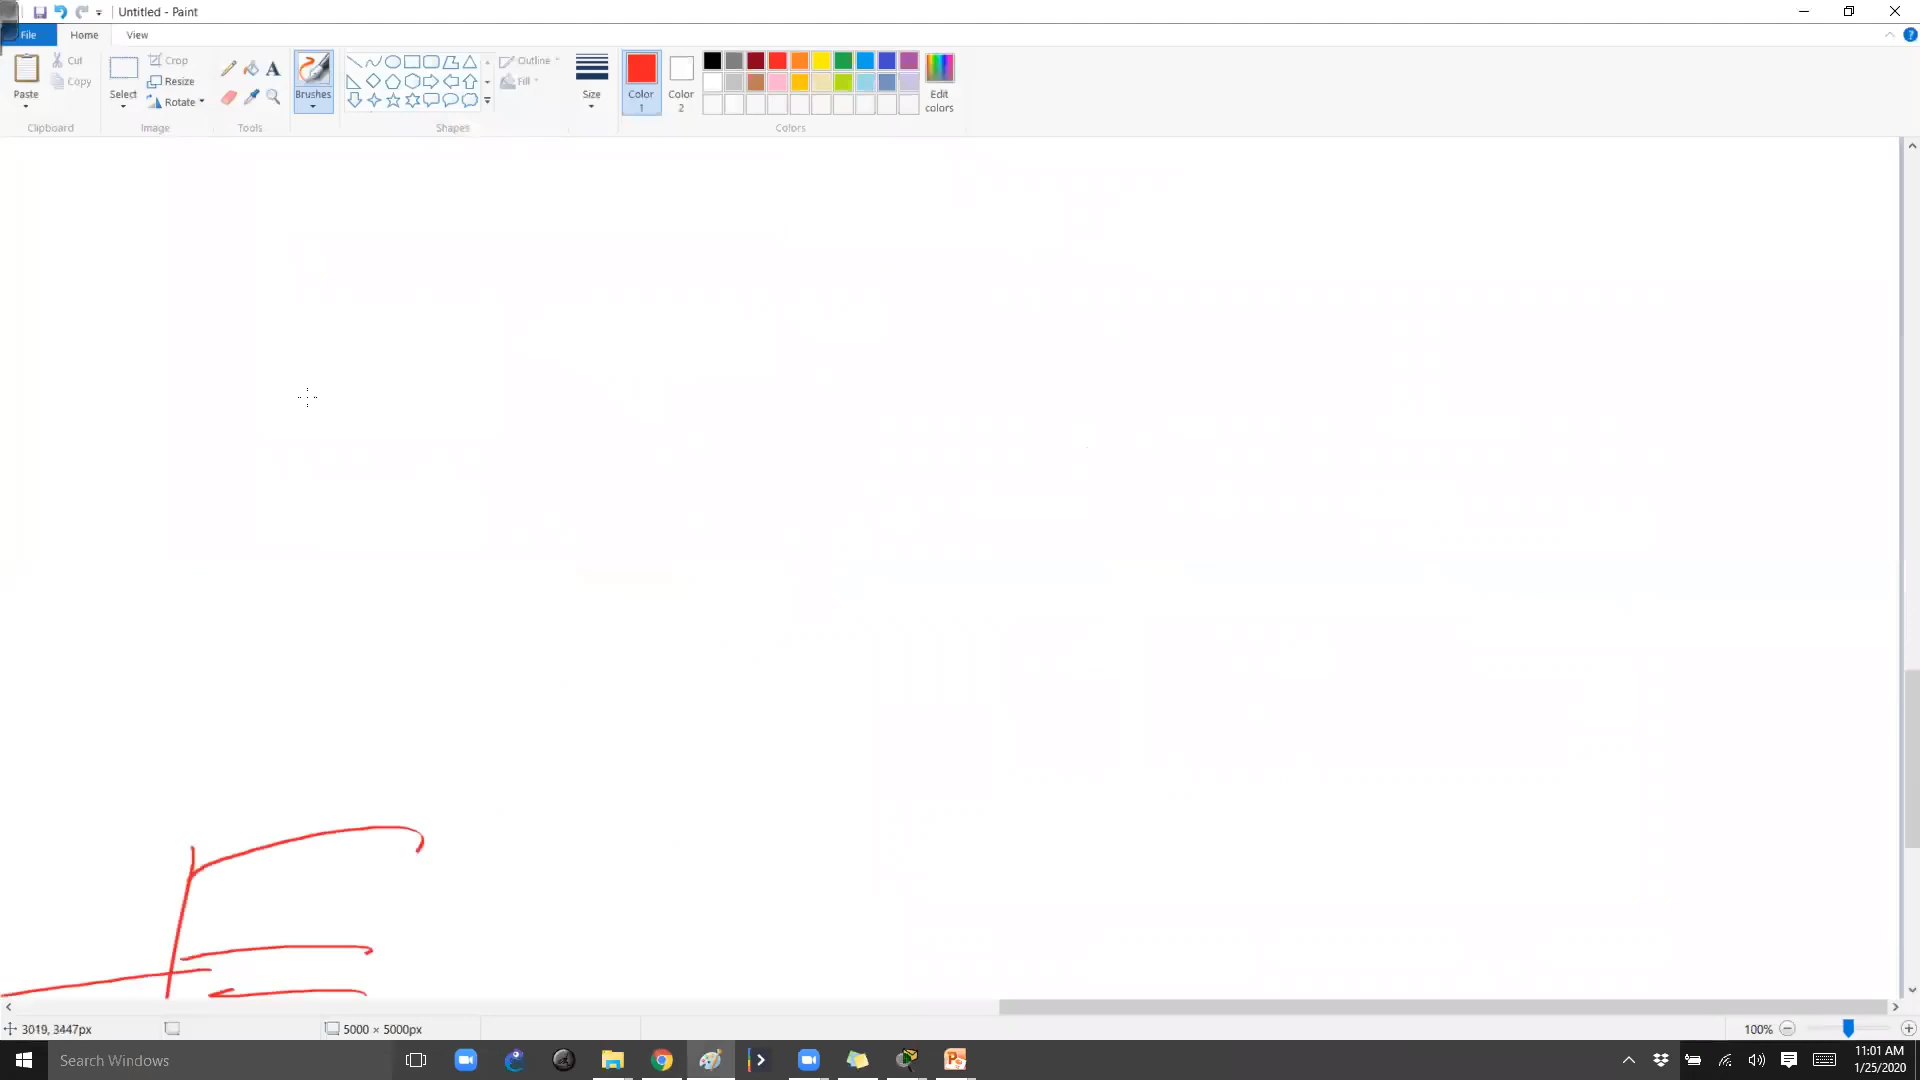 Untitled - Paint
File Home View
Paste
Cut
Copy
Clipboard
Select
Crop
Resize
Rotate
Image
A
Tools
Brushes
Outline
Fill
Shapes
Size
Color 1
Color 2
Edit colors
Colors
3019, 3447px
5000 × 5000px
100%
Search Windows
11:01 AM
1/25/2020